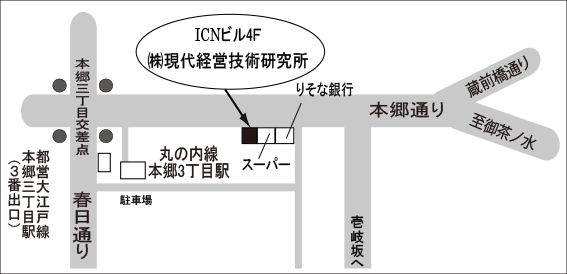 ICNビル4F
㈱現代経営技術研究所
りそな銀行
蔵前橋通り
本郷通り
至御茶ノ水
本郷三丁目交差点
スーパー
丸の内線
本郷3丁目駅
都営大江戸線
本郷三丁目駅
(3番出口)
春日通り
駐車場
壱岐坂へ